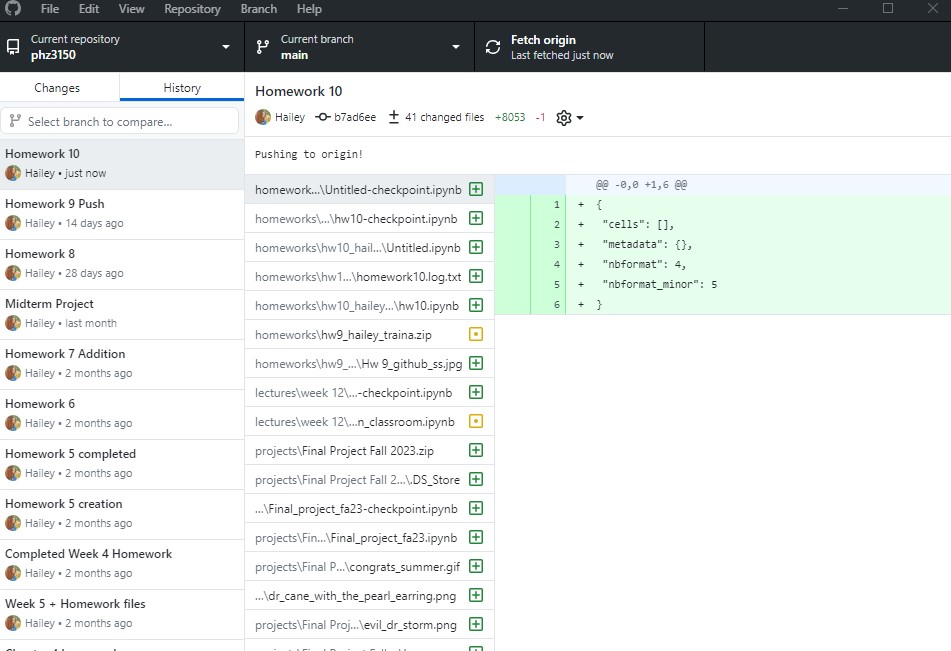 File Edit View Repository Branch Help
Current repository
phz3150
Current branch
main
Fetch origin
Last fetched just now
Changes
History
Select branch to compare...
Homework 10
Hailey • just now
Homework 9 Push
Hailey • 14 days ago
Homework 8
Hailey • 28 days ago
Midterm Project
Hailey • last month
Homework 7 Addition
Hailey • 2 months ago
Homework 6
Hailey • 2 months ago
Homework 5 completed
Hailey • 2 months ago
Homework 5 creation
Hailey • 2 months ago
Completed Week 4 Homework
Hailey • 2 months ago
Week 5 + Homework files
Hailey • 2 months ago
Homework 10
Hailey b7ad6ee 41 changed files +8053 -1
Pushing to origin!
homework...\Untitled-checkpoint.ipynb
homeworks\...\hw10-checkpoint.ipynb
homeworks\hw10_hail...\Untitled.ipynb
homeworks\hw1...\homework10.log.txt
homeworks\hw10_hailey...\hw10.ipynb
homeworks\hw9_hailey_traina.zip
homeworks\hw9_...\Hw 9_github_ss.jpg
lectures\week 12\...-checkpoint.ipynb
lectures\week 12\...n_classroom.ipynb
projects\Final Project Fall 2023.zip
projects\Final Project Fall 2...\.DS_Store
...\Final_project_fa23-checkpoint.ipynb
projects\Fin...\Final_project_fa23.ipynb
projects\Final P...\congrats_summer.gif
...\dr_cane_with_the_pearl_earring.png
projects\Final Proj...\evil_dr_storm.png
@@ -0,0 +1,6 @@
1 + {
2 + "cells": [],
3 + "metadata": {},
4 + "nbformat": 4,
5 + "nbformat_minor": 5
6 + }